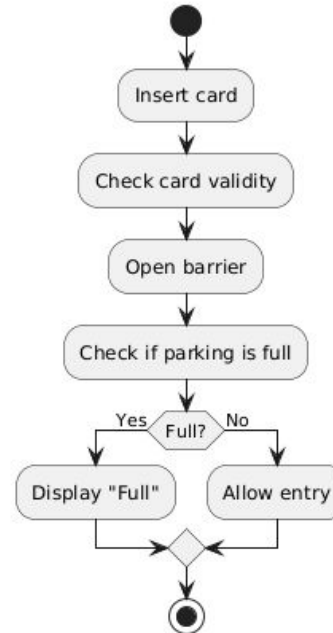 Insert card
Check card validity
Open barrier
Check if parking is full
Yes
Full?
No
Display "Full"
Allow entry